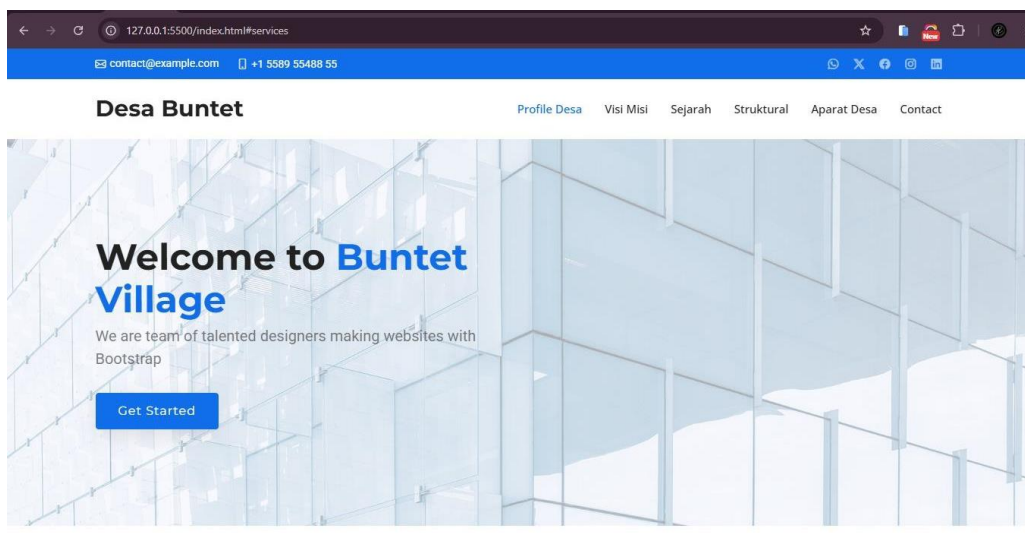 127.0.0.1:5500/index.html#services
New
contact@example.com +1 5589 55488 55
Desa Buntet
Profile Desa Visi Misi Sejarah Struktural Aparat Desa Contact
Welcome to Buntet
Village
We are team of talented designers making websites with
Bootstrap
Get Started